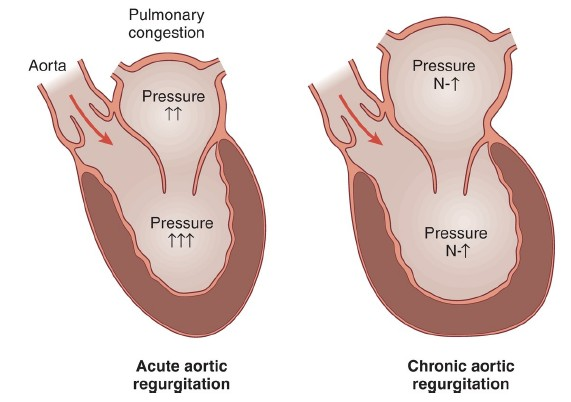 Pulmonary
congestion
Aorta
Pressure
↑↑
Pressure
↑↑↑
Acute aortic
regurgitation
Pressure
N-↑
Pressure
N-↑
Chronic aortic
regurgitation